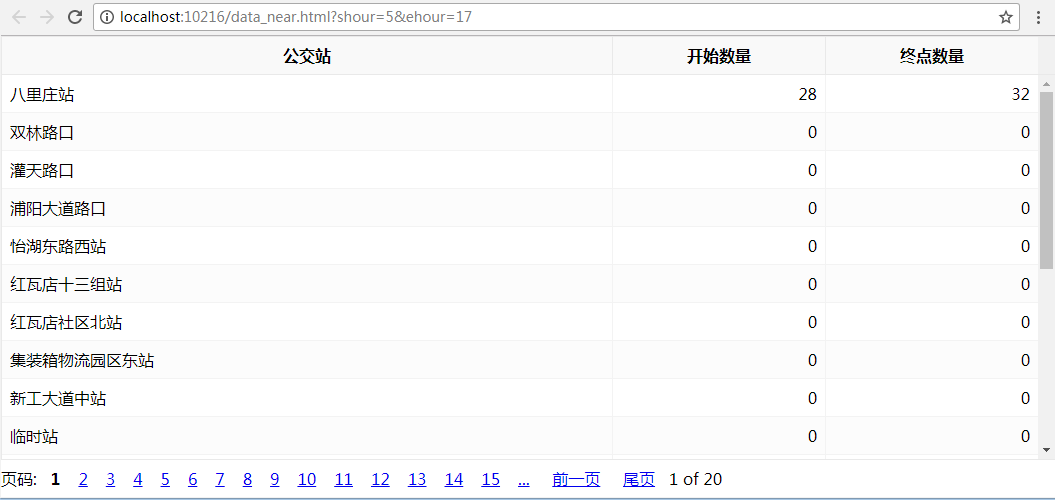 localhost:10216/data_near.html?shour=5&ehour=17
公交站 开始数量 终点数量
八里庄站 28 32
双林路口 0 0
灌天路口 0 0
浦阳大道路口 0 0
怡湖东路西站 0 0
红瓦店十三组站 0 0
红瓦店社区北站 0 0
集装箱物流园区东站 0 0
新工大道中站 0 0
临时站 0 0
页码: 1 2 3 4 5 6 7 8 9 10 11 12 13 14 15 ... 前一页 尾页 1 of 20